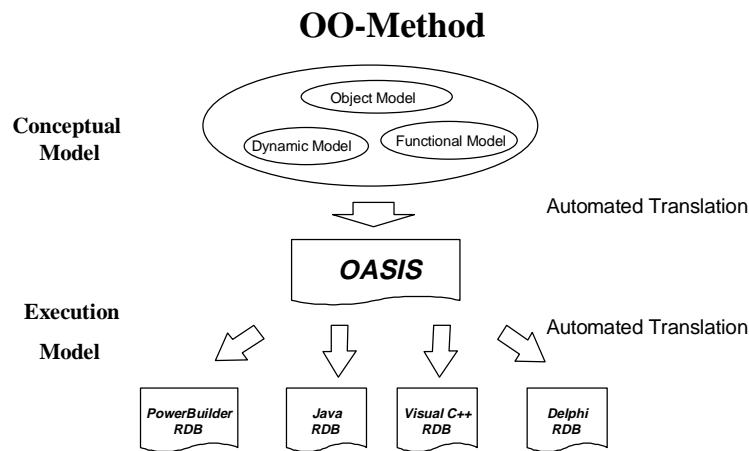 OO-Method
Object Model
Conceptual
Model
Dynamic Model
Functional Model
Automated Translation
OASIS
Execution
Model
Automated Translation
PowerBuilder
RDB
Java
RDB
Visual C++
RDB
Delphi
RDB